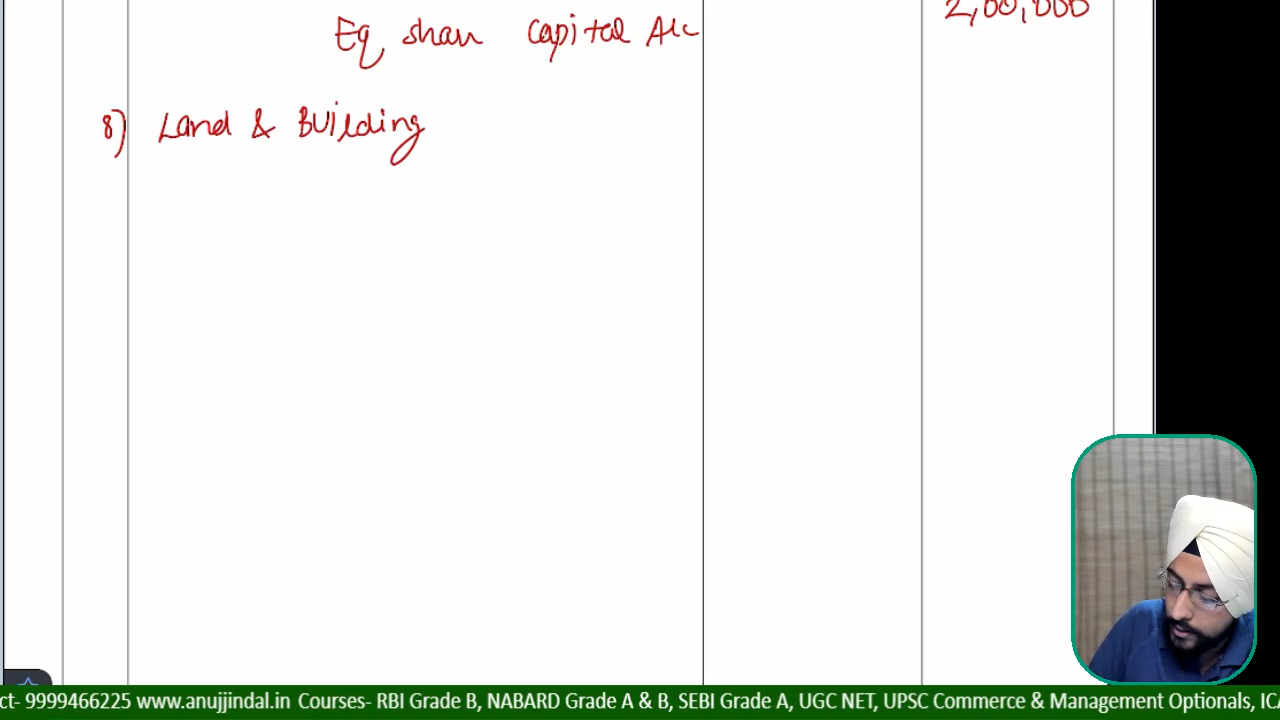 2,00,000
Eq share Capital A/c
8) Land & Building
ct- 9999466225 www.anujjindal.in Courses- RBI Grade B, NABARD Grade A & B, SEBI Grade A, UGC NET, UPSC Commerce & Management Optionals, ICA